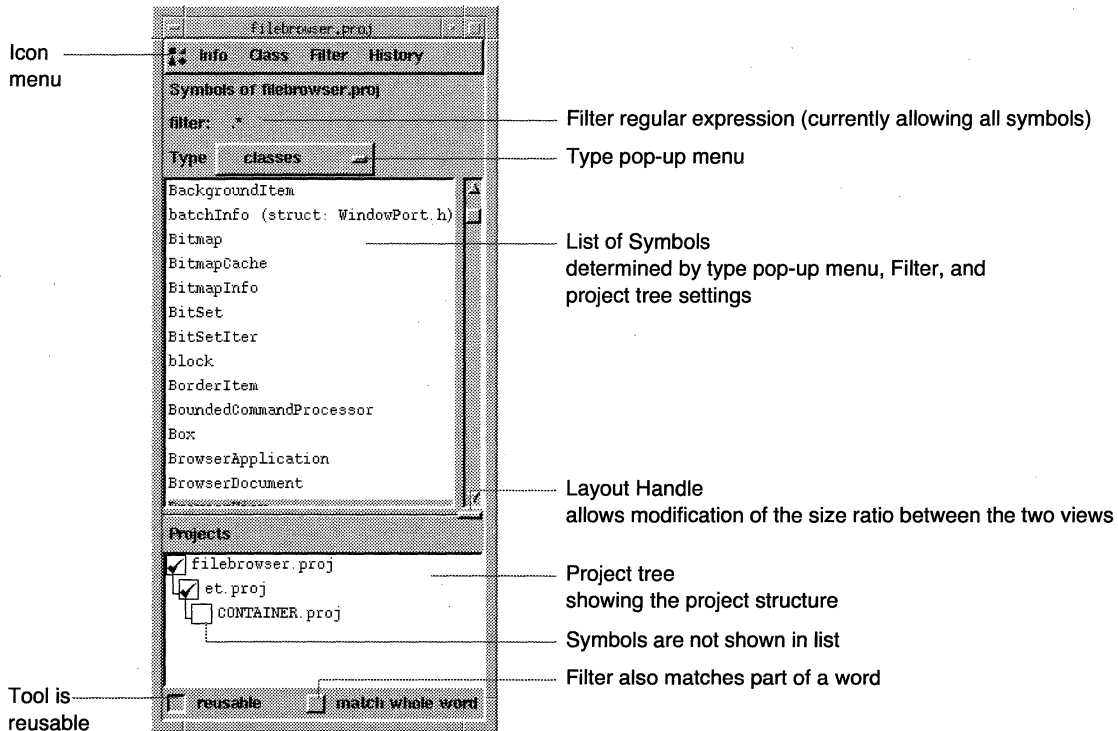 filebrowser.proj
Icon
menu
Info Class Filter History
Symbols of filebrowser.proj
filter: .*
Filter regular expression (currently allowing all symbols)
Type classes
Type pop-up menu
BackgroundItem
batchInfo (struct: WindowPort.h)
Bitmap
BitmapCache
BitmapInfo
BitSet
BitSetIter
block
BorderItem
BoundedCommandProcessor
Box
BrowserApplication
BrowserDocument
List of Symbols
determined by type pop-up menu, Filter, and
project tree settings
Layout Handle
allows modification of the size ratio between the two views
Projects
filebrowser.proj
et.proj
CONTAINER.proj
Project tree
showing the project structure
Symbols are not shown in list
Filter also matches part of a word
Tool is
reusable
reusable match whole word